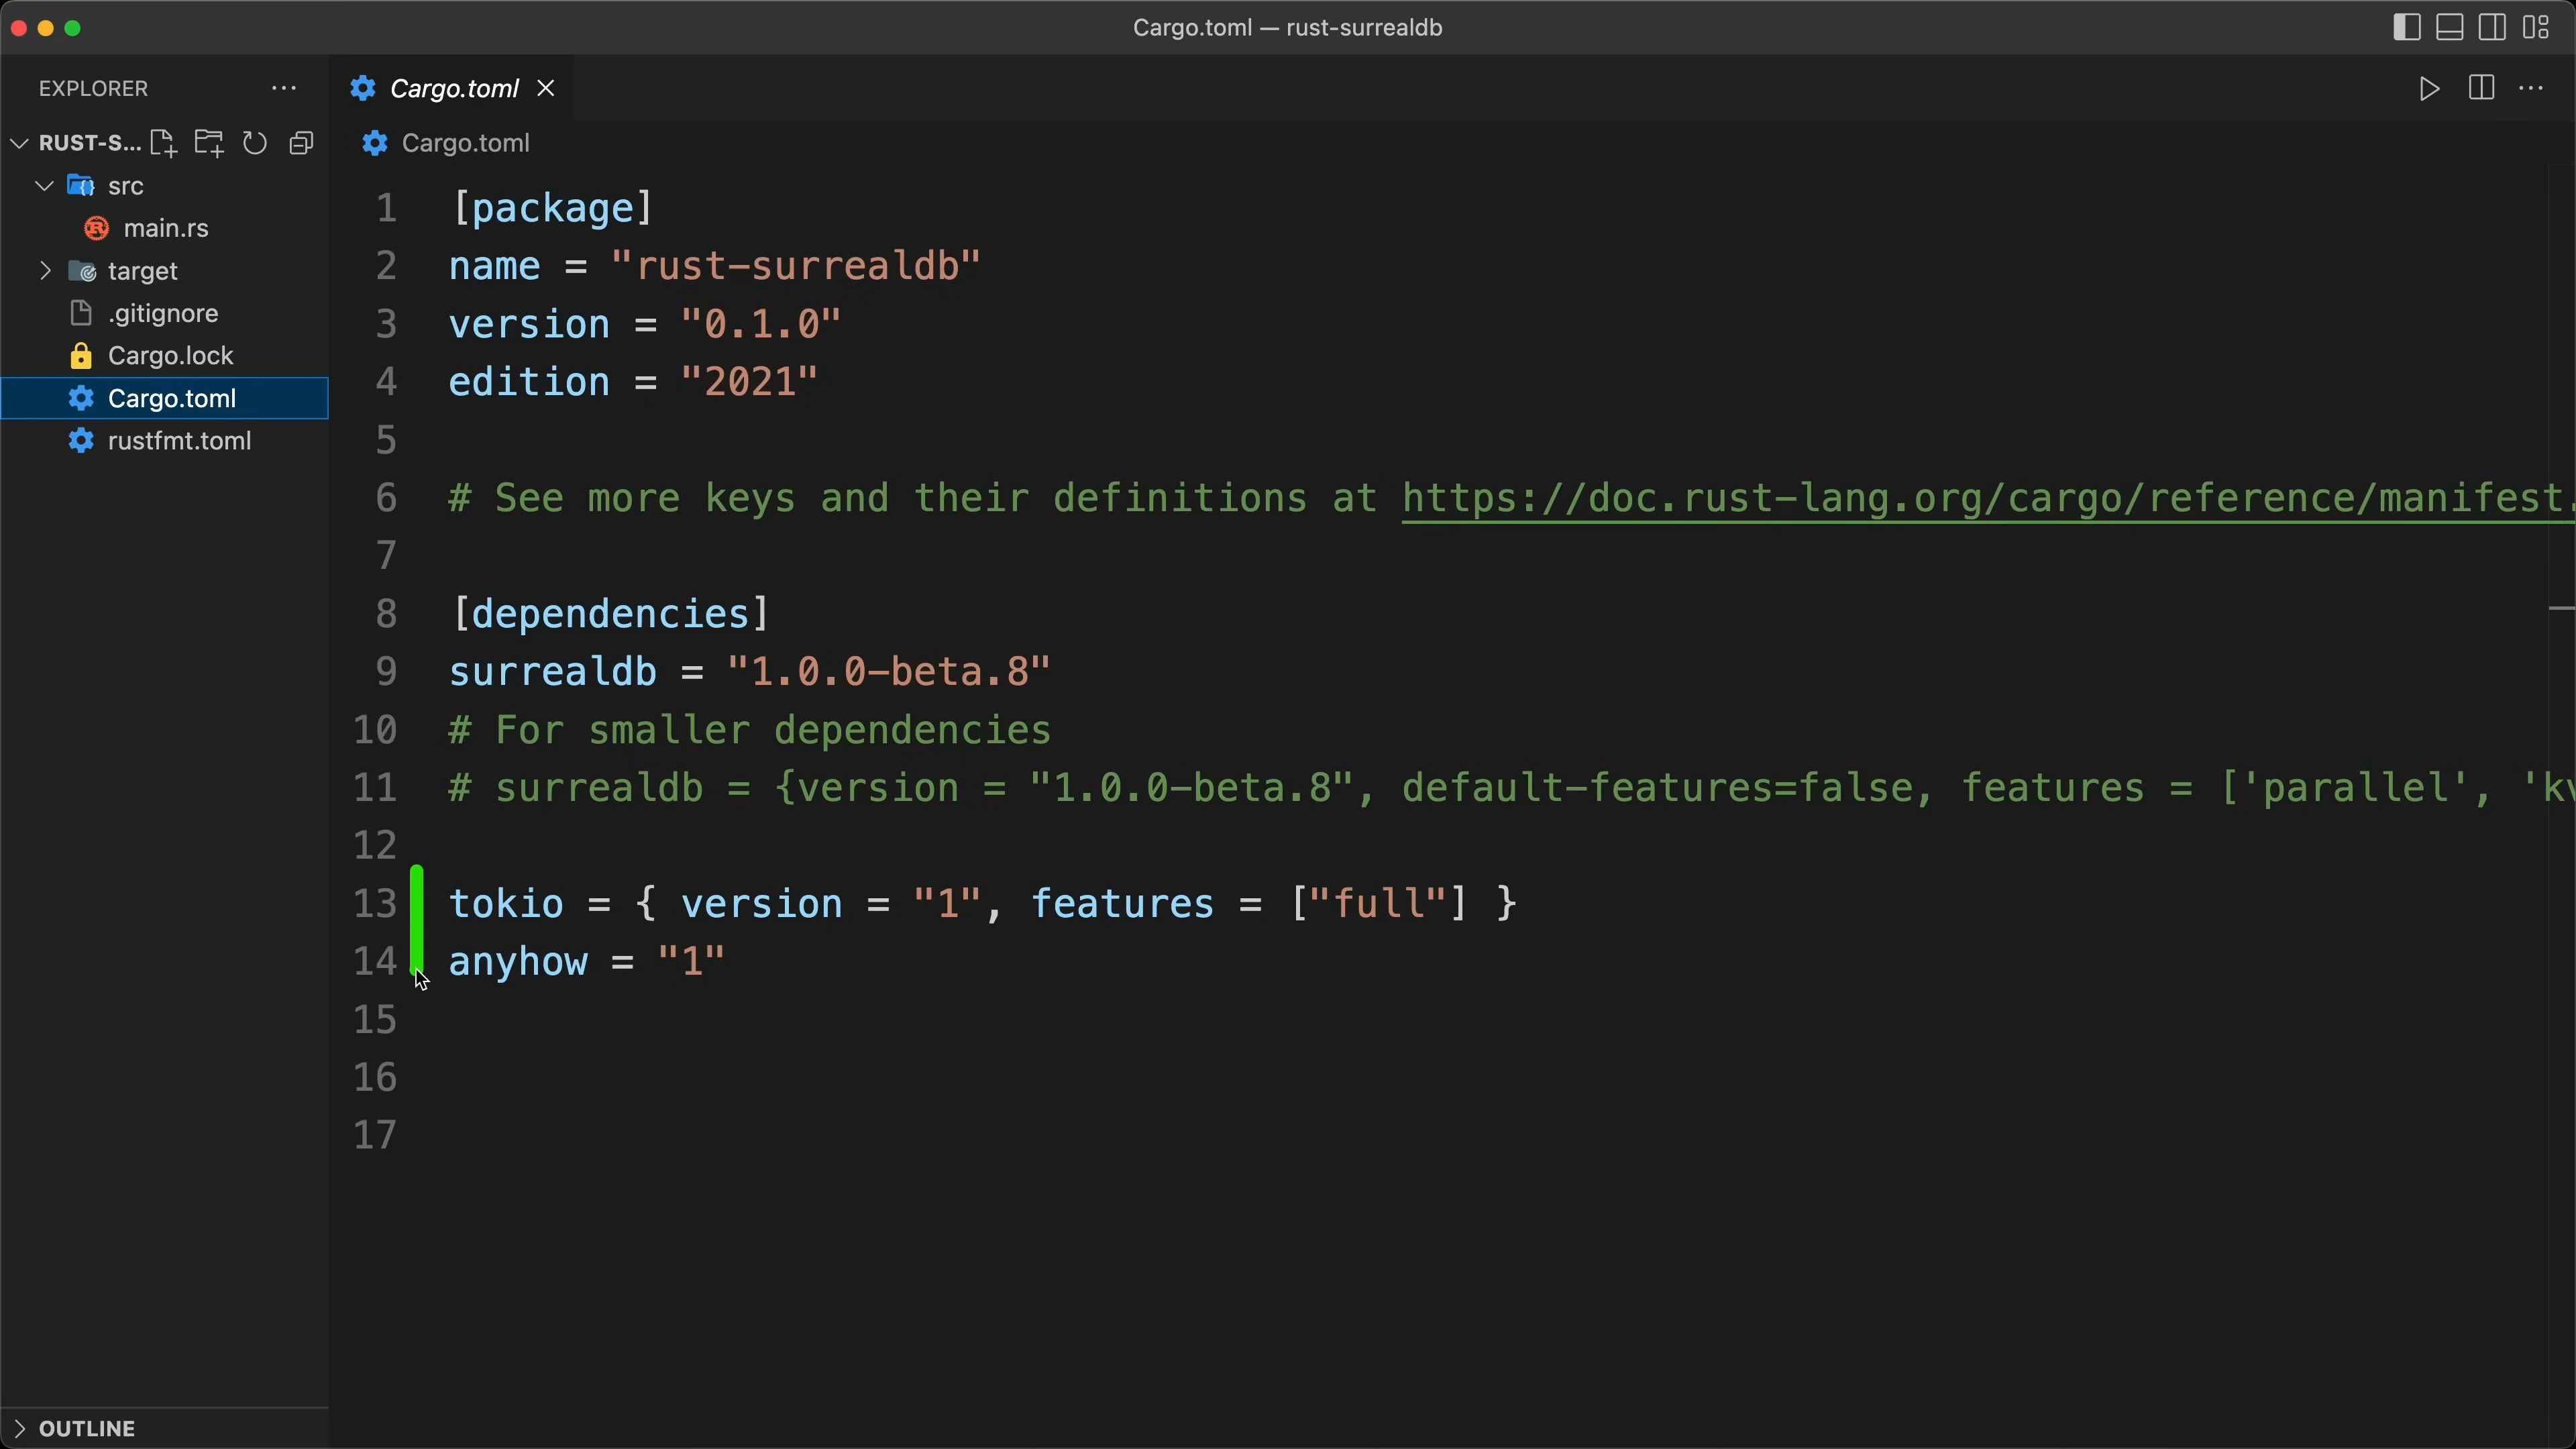 Cargo.toml — rust-surrealdb
EXPLORER
RUST-S...
src
main.rs
target
.gitignore
Cargo.lock
Cargo.toml
rustfmt.toml
OUTLINE
Cargo.toml
Cargo.toml
1 [package]
2 name = "rust-surrealdb"
3 version = "0.1.0"
4 edition = "2021"
5
6 # See more keys and their definitions at https://doc.rust-lang.org/cargo/reference/manifest.
7
8 [dependencies]
9 surrealdb = "1.0.0-beta.8"
10 # For smaller dependencies
11 # surrealdb = {version = "1.0.0-beta.8", default-features=false, features = ['parallel', 'kv
12
13 tokio = { version = "1", features = ["full"] }
14 anyhow = "1"
15
16
17